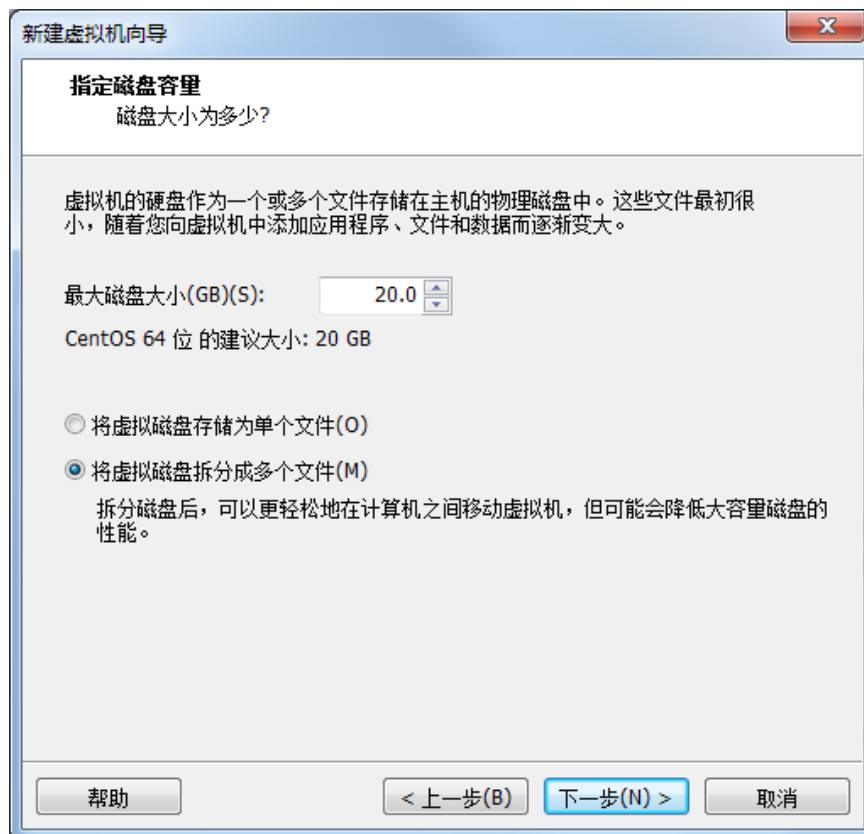 新建虚拟机向导
指定磁盘容量
磁盘大小为多少?
虚拟机的硬盘作为一个或多个文件存储在主机的物理磁盘中。这些文件最初很
小，随着您向虚拟机中添加应用程序、文件和数据而逐渐变大。
最大磁盘大小(GB)(S): 20.0
CentOS 64 位 的建议大小: 20 GB
将虚拟磁盘存储为单个文件(O)
将虚拟磁盘拆分成多个文件(M)
拆分磁盘后，可以更轻松地在计算机之间移动虚拟机，但可能会降低大容量磁盘的
性能。
帮助 < 上一步(B) 下一步(N) > 取消